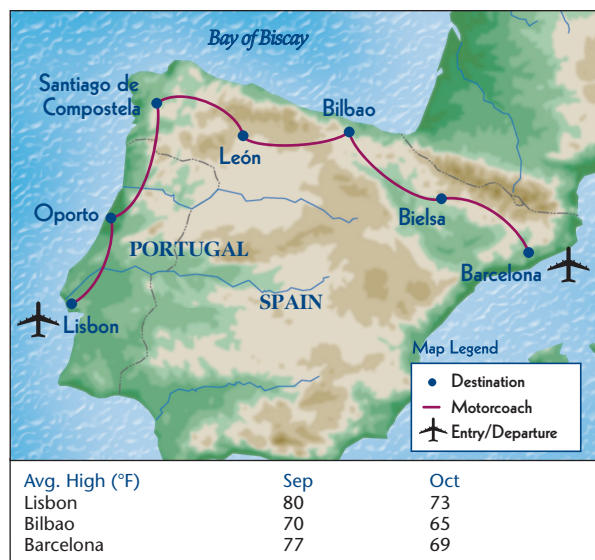 Bay of Biscay
Santiago de
Compostela
Bilbao
León
Oporto
Bielsa
PORTUGAL
Barcelona
SPAIN
Lisbon
Map Legend
Destination
Motorcoach
Entry/Departure
Avg. High (°F) Sep Oct
Lisbon 80 73
Bilbao 70 65
Barcelona 77 69